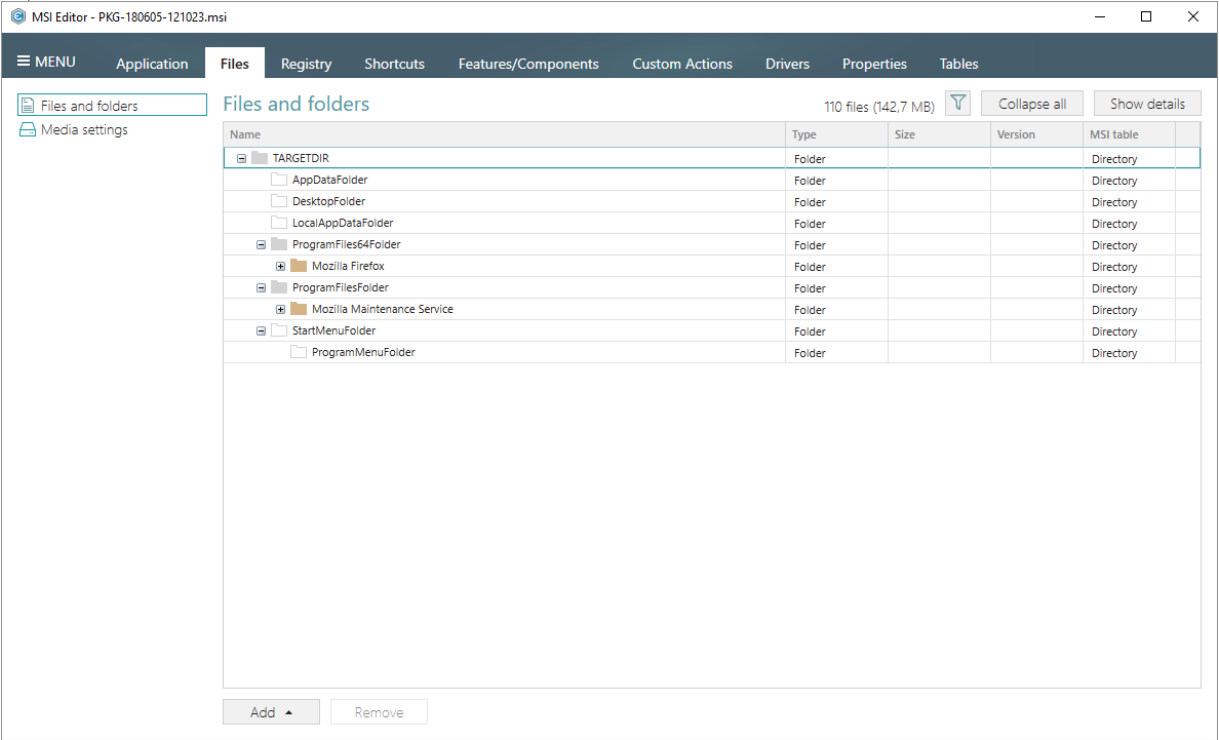 MSI Editor - PKG-180605-121023.msi
MENU Application Files Registry Shortcuts Features/Components Custom Actions Drivers Properties Tables
Files and folders
Media settings
Files and folders 110 files (142,7 MB) Collapse all Show details
Name Type Size Version MSI table
TARGETDIR Folder Directory
AppDataFolder Folder Directory
DesktopFolder Folder Directory
LocalAppDataFolder Folder Directory
ProgramFiles64Folder Folder Directory
Mozilla Firefox Folder Directory
ProgramFilesFolder Folder Directory
Mozilla Maintenance Service Folder Directory
StartMenuFolder Folder Directory
ProgramMenuFolder Folder Directory
Add Remove